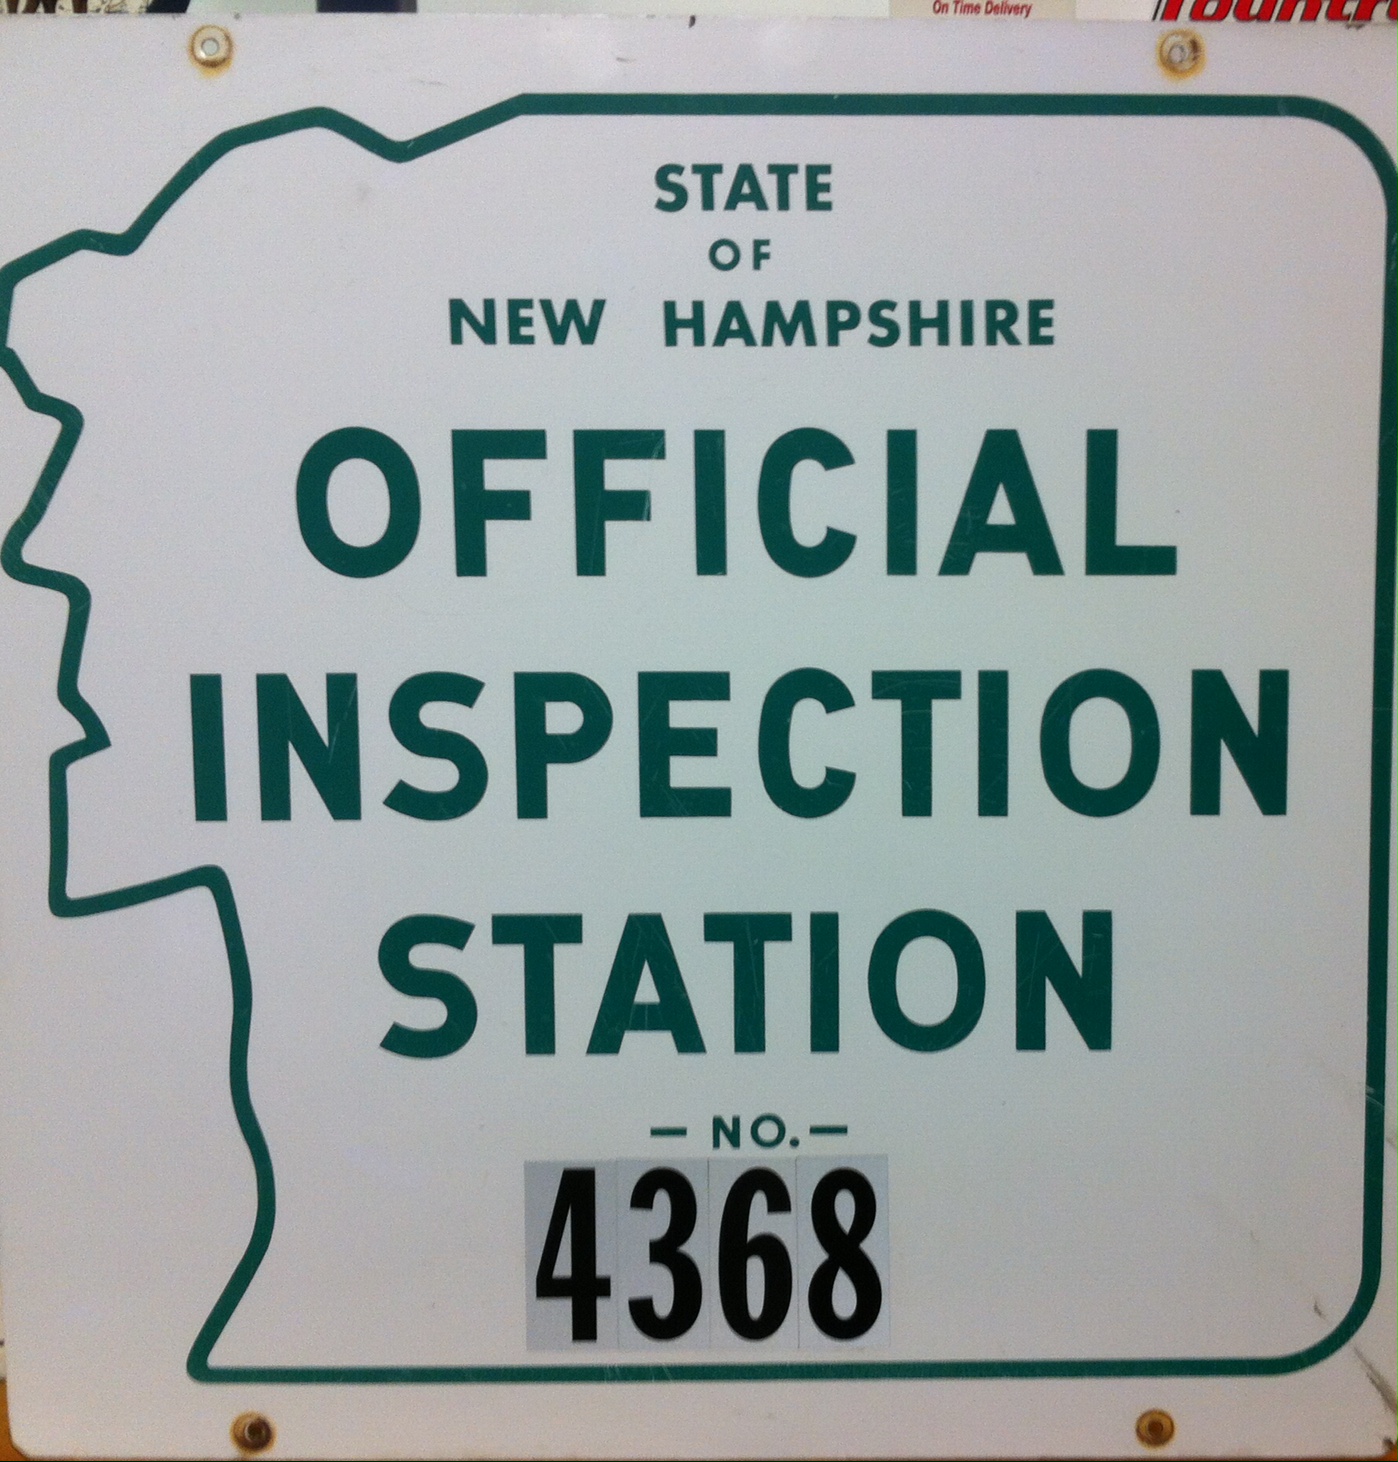 On Time Delivery
STATE
OF
NEW HAMPSHIRE
OFFICIAL
INSPECTION
STATION
— NO. —
4368